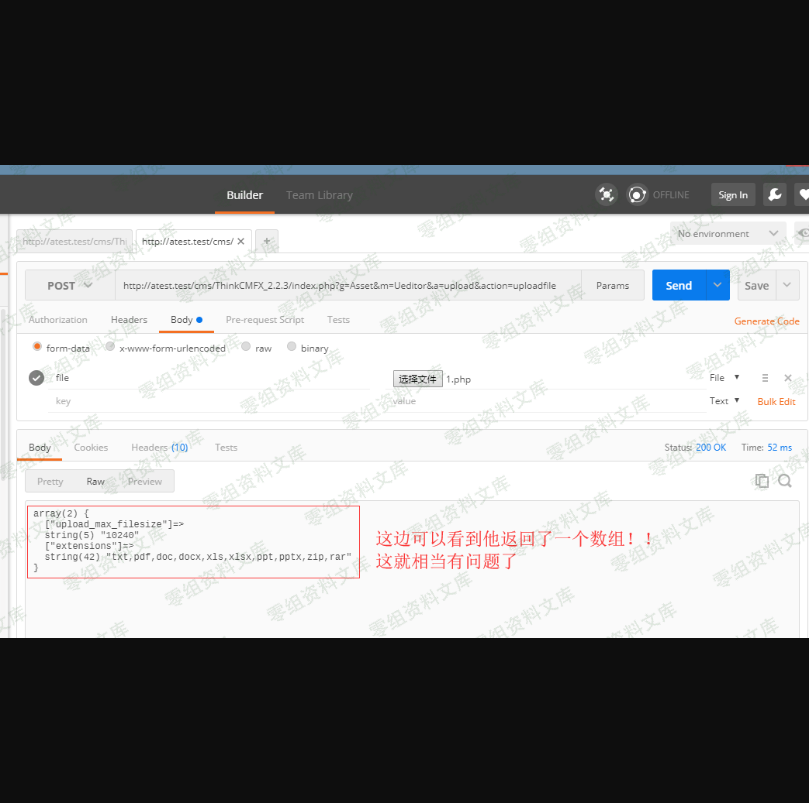 Builder
Team Library
OFFLINE
Sign In
http://atest.test/cms/Thi
http://atest.test/cms/
No environment
POST
http://atest.test/cms/ThinkCMFX_2.2.3/index.php?g=Asset&m=Ueditor&a=upload&action=uploadfile
Params
Send
Save
Authorization
Headers
Body
Pre-request Script
Tests
Generate Code
form-data
x-www-form-urlencoded
raw
binary
file
选择文件 1.php
File
key
value
Text
Bulk Edit
Body
Cookies
Headers (10)
Tests
Status: 200 OK
Time: 52 ms
Pretty
Raw
Preview
array(2) {
["upload_max_filesize"]=>
string(5) "10240"
["extensions"]=>
string(42) "txt,pdf,doc,docx,xls,xlsx,ppt,pptx,zip,rar"
}
这边可以看到他返回了一个数组！！
这就相当有问题了
零组资料文库